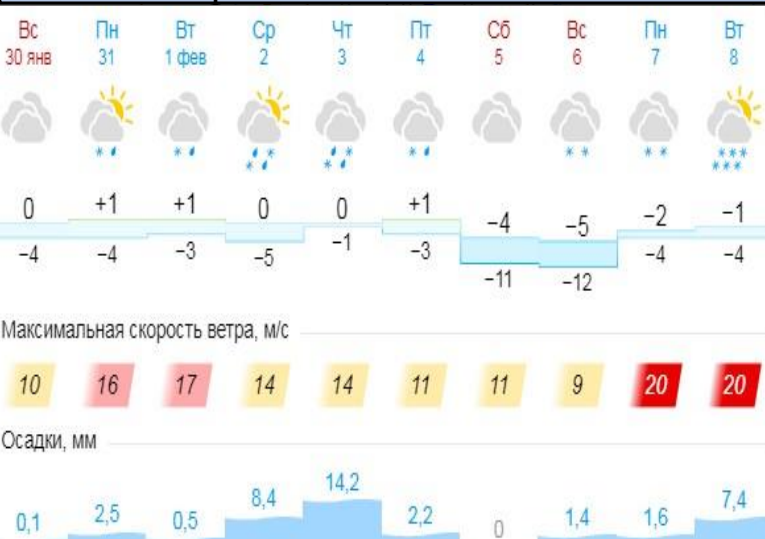 Вс Пн Вт Ср Чт Пт Сб Вс Пн Вт
30 янв 31 1 фев 2 3 4 5 6 7 8
0 +1 +1 0 0 +1 −4 −5 −2 −1
−4 −4 −3 −5 −1 −3 −11 −12 −4 −4
Максимальная скорость ветра, м/с
10 16 17 14 14 11 11 9 20 20
Осадки, мм
0,1 2,5 0,5 8,4 14,2 2,2 0 1,4 1,6 7,4